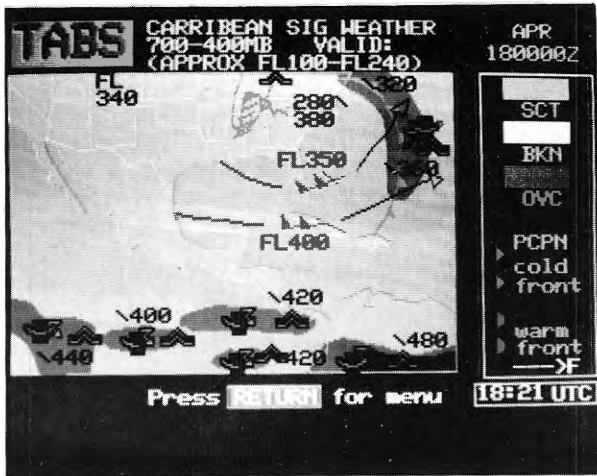 TABS
CARRIBEAN SIG WEATHER
700-400MB VALID:
(APPROX FL100-FL240)
APR
180000Z
FL
340
280\
380
\320
FL350
FL400
\400
\420
\440
\420
\480
SCT
BKN
OVC
PCPN
cold
front
warm
front
—>F
Press RETURN for menu
18:21 UTC